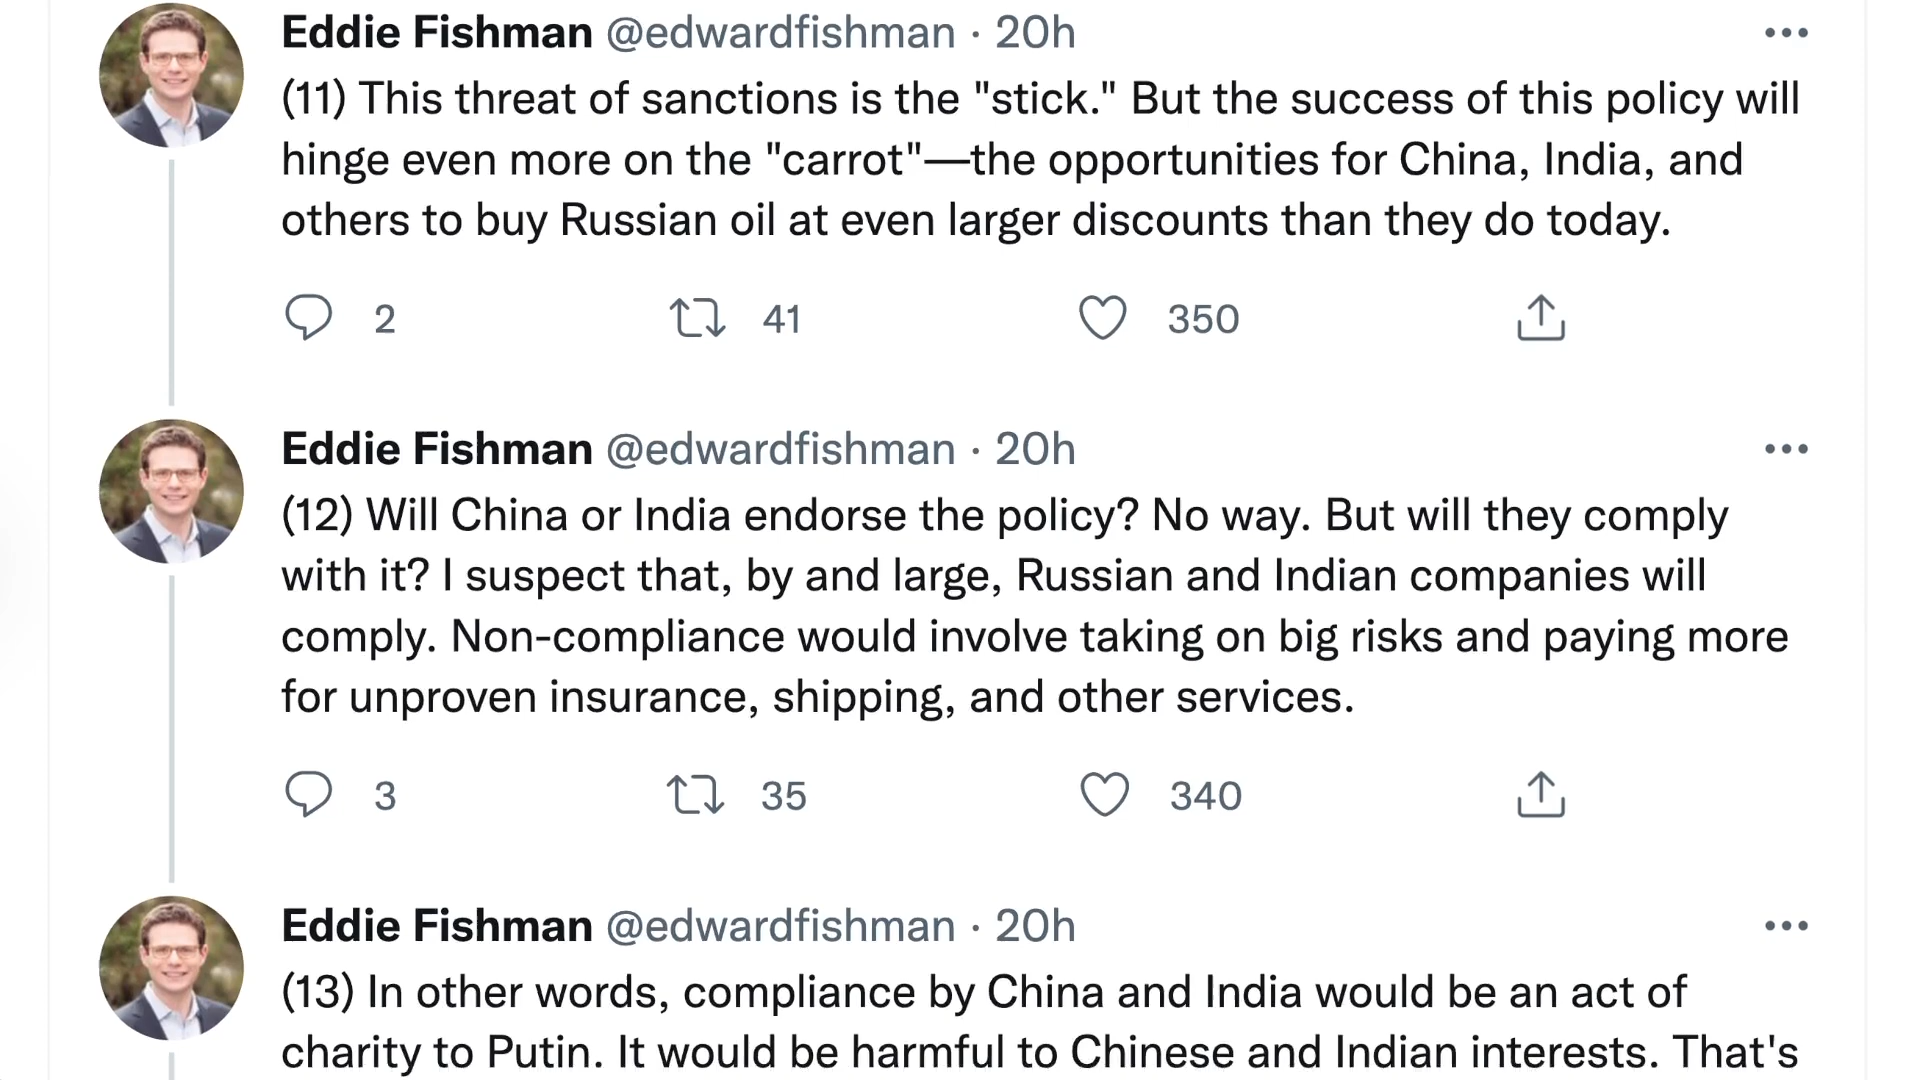 Eddie Fishman @edwardfishman · 20h
(11) This threat of sanctions is the "stick." But the success of this policy will
hinge even more on the "carrot"—the opportunities for China, India, and
others to buy Russian oil at even larger discounts than they do today.
2 41 350
Eddie Fishman @edwardfishman · 20h
(12) Will China or India endorse the policy? No way. But will they comply
with it? I suspect that, by and large, Russian and Indian companies will
comply. Non-compliance would involve taking on big risks and paying more
for unproven insurance, shipping, and other services.
3 35 340
Eddie Fishman @edwardfishman · 20h
(13) In other words, compliance by China and India would be an act of
charity to Putin. It would be harmful to Chinese and Indian interests. That's